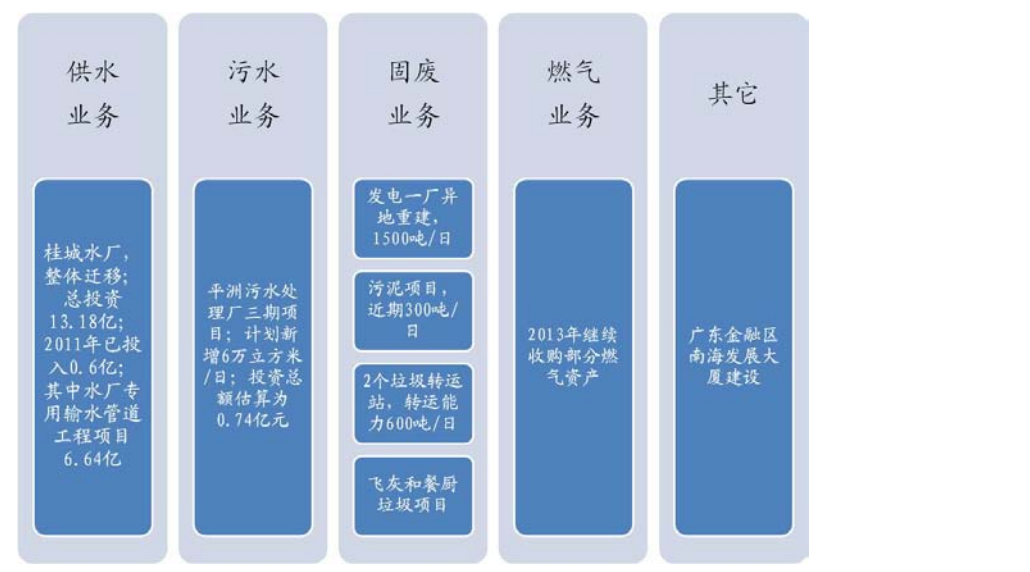 供水
业务
桂城水厂，
整体迁移；
总投资
13.18亿；
2011年已投
入0.6亿；
其中水厂专
用输水管道
工程项目
6.64亿
污水
业务
平洲污水处
理厂三期项
目；计划新
增6万立方米
/日；投资总
额估算为
0.74亿元
固废
业务
发电一厂异
地重建，
1500吨/日
污泥项目，
近期300吨/
日
2个垃圾转运
站，转运能
力600吨/日
飞灰和餐厨
垃圾项目
燃气
业务
2013年继续
收购部分燃
气资产
其它
广东金融区
南海发展大
厦建设